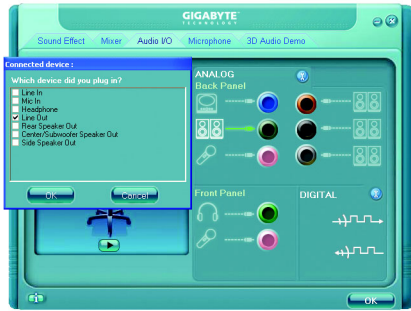 GIGABYTE™
TECHNOLOGY
Sound Effect Mixer Audio I/O Microphone 3D Audio Demo
Connected device :
Which device did you plug in?
Line In
Mic In
Headphone
Line Out
Rear Speaker Out
Center/Subwoofer Speaker Out
Side Speaker Out
OK Cancel
ANALOG
Back Panel
Front Panel
DIGITAL
OK